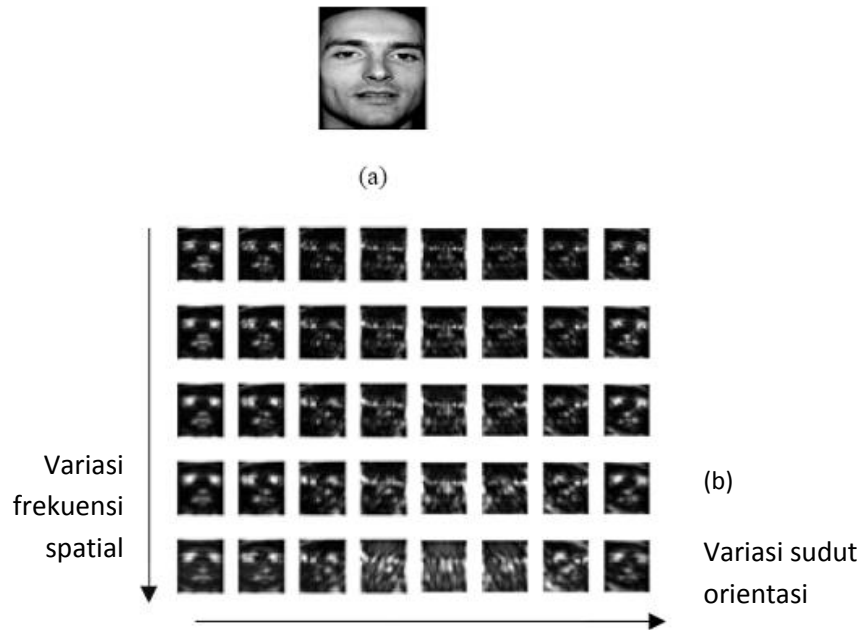 (a)
Variasi
frekuensi
spatial
(b)
Variasi sudut
orientasi